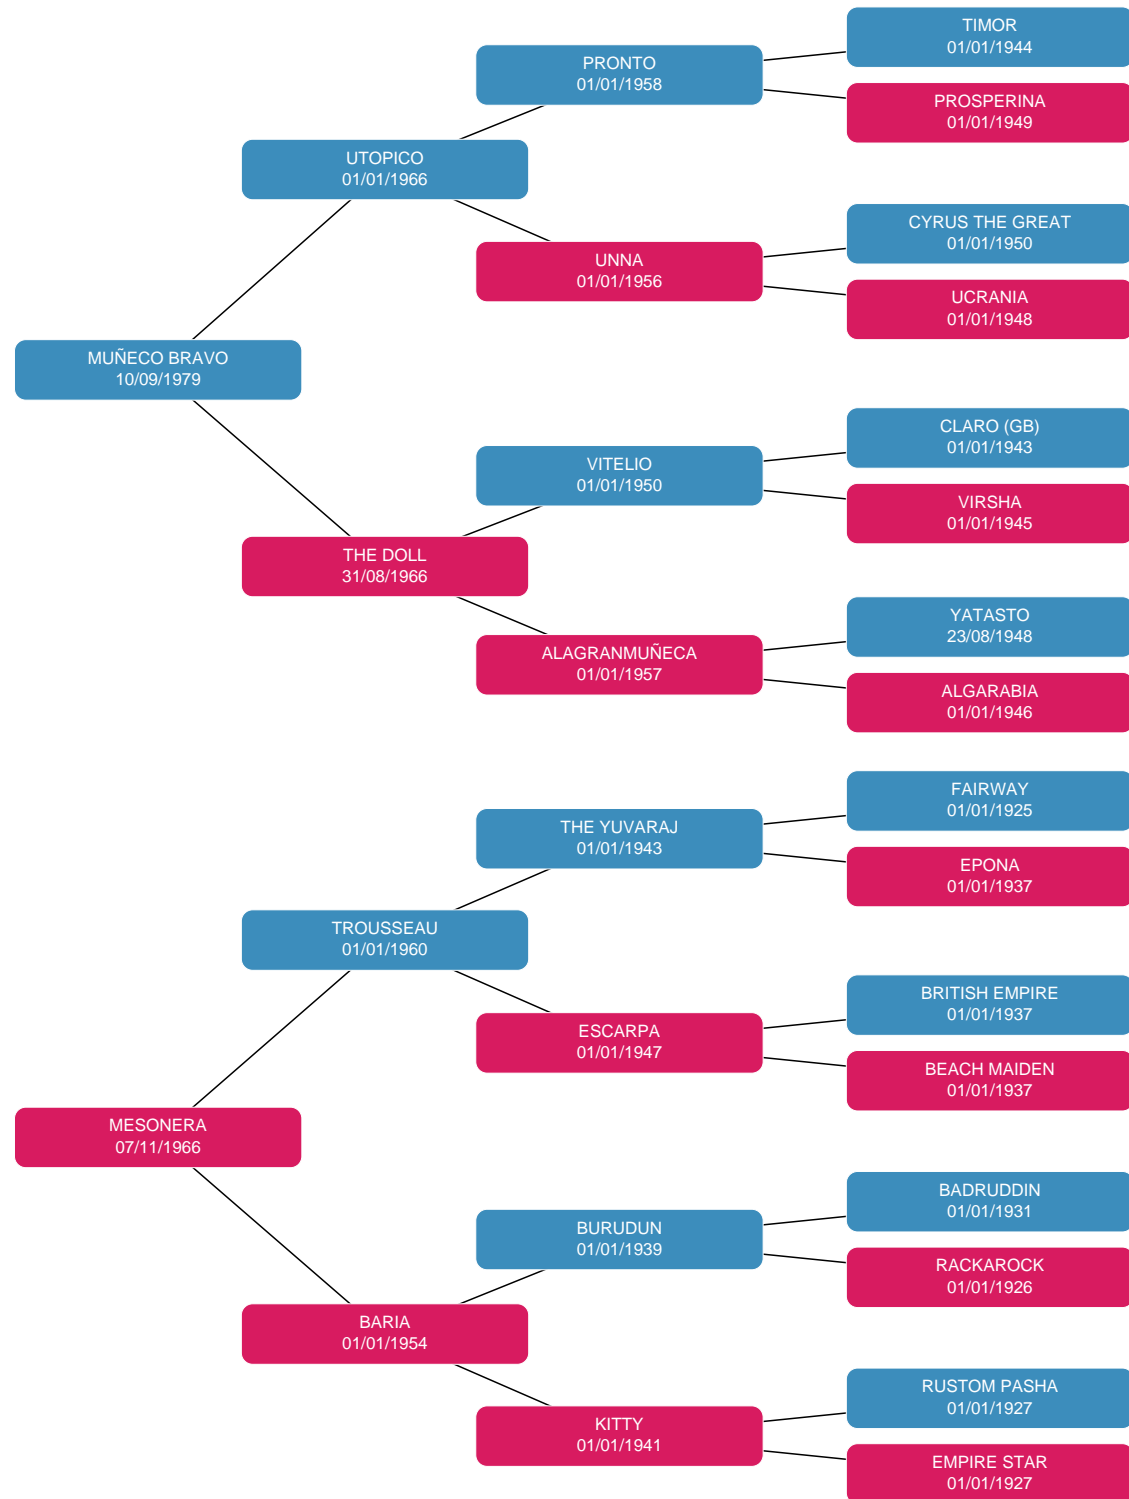 TIMOR
01/01/1944
PRONTO
01/01/1958
PROSPERINA
01/01/1949
UTOPICO
01/01/1966
CYRUS THE GREAT
01/01/1950
UNNA
01/01/1956
UCRANIA
01/01/1948
MUÑECO BRAVO
10/09/1979
CLARO (GB)
01/01/1943
VITELIO
01/01/1950
VIRSHA
01/01/1945
THE DOLL
31/08/1966
YATASTO
23/08/1948
ALAGRANMUÑECA
01/01/1957
ALGARABIA
01/01/1946
FAIRWAY
01/01/1925
THE YUVARAJ
01/01/1943
EPONA
01/01/1937
TROUSSEAU
01/01/1960
BRITISH EMPIRE
01/01/1937
ESCARPA
01/01/1947
BEACH MAIDEN
01/01/1937
MESONERA
07/11/1966
BADRUDDIN
01/01/1931
BURUDUN
01/01/1939
RACKAROCK
01/01/1926
BARIA
01/01/1954
RUSTOM PASHA
01/01/1927
KITTY
01/01/1941
EMPIRE STAR
01/01/1927